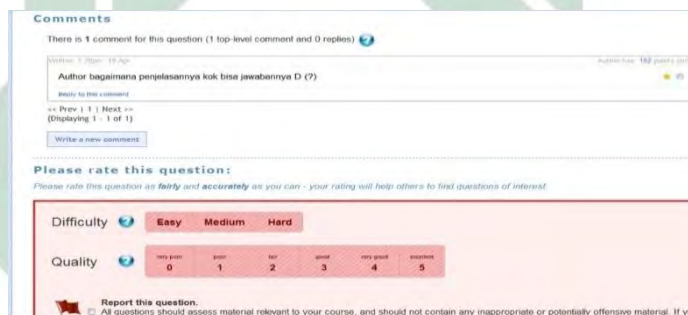 Comments
There is 1 comment for this question (1 top-level comment and 0 replies)
Author bagaimana penjelasannya kok bisa jawabannya D (?)
Reply to this comment
<< Prev | 1 | Next >>
(Displaying 1 - 1 of 1)
Write a new comment
Please rate this question:
Please rate this question as fairly and accurately as you can - your rating will help others to find questions of interest
Difficulty Easy Medium Hard
very poor poor fair good very good excellent
Quality 0 1 2 3 4 5
Report this question.
All questions should assess material relevant to your course, and should not contain any inappropriate or potentially offensive material. If y